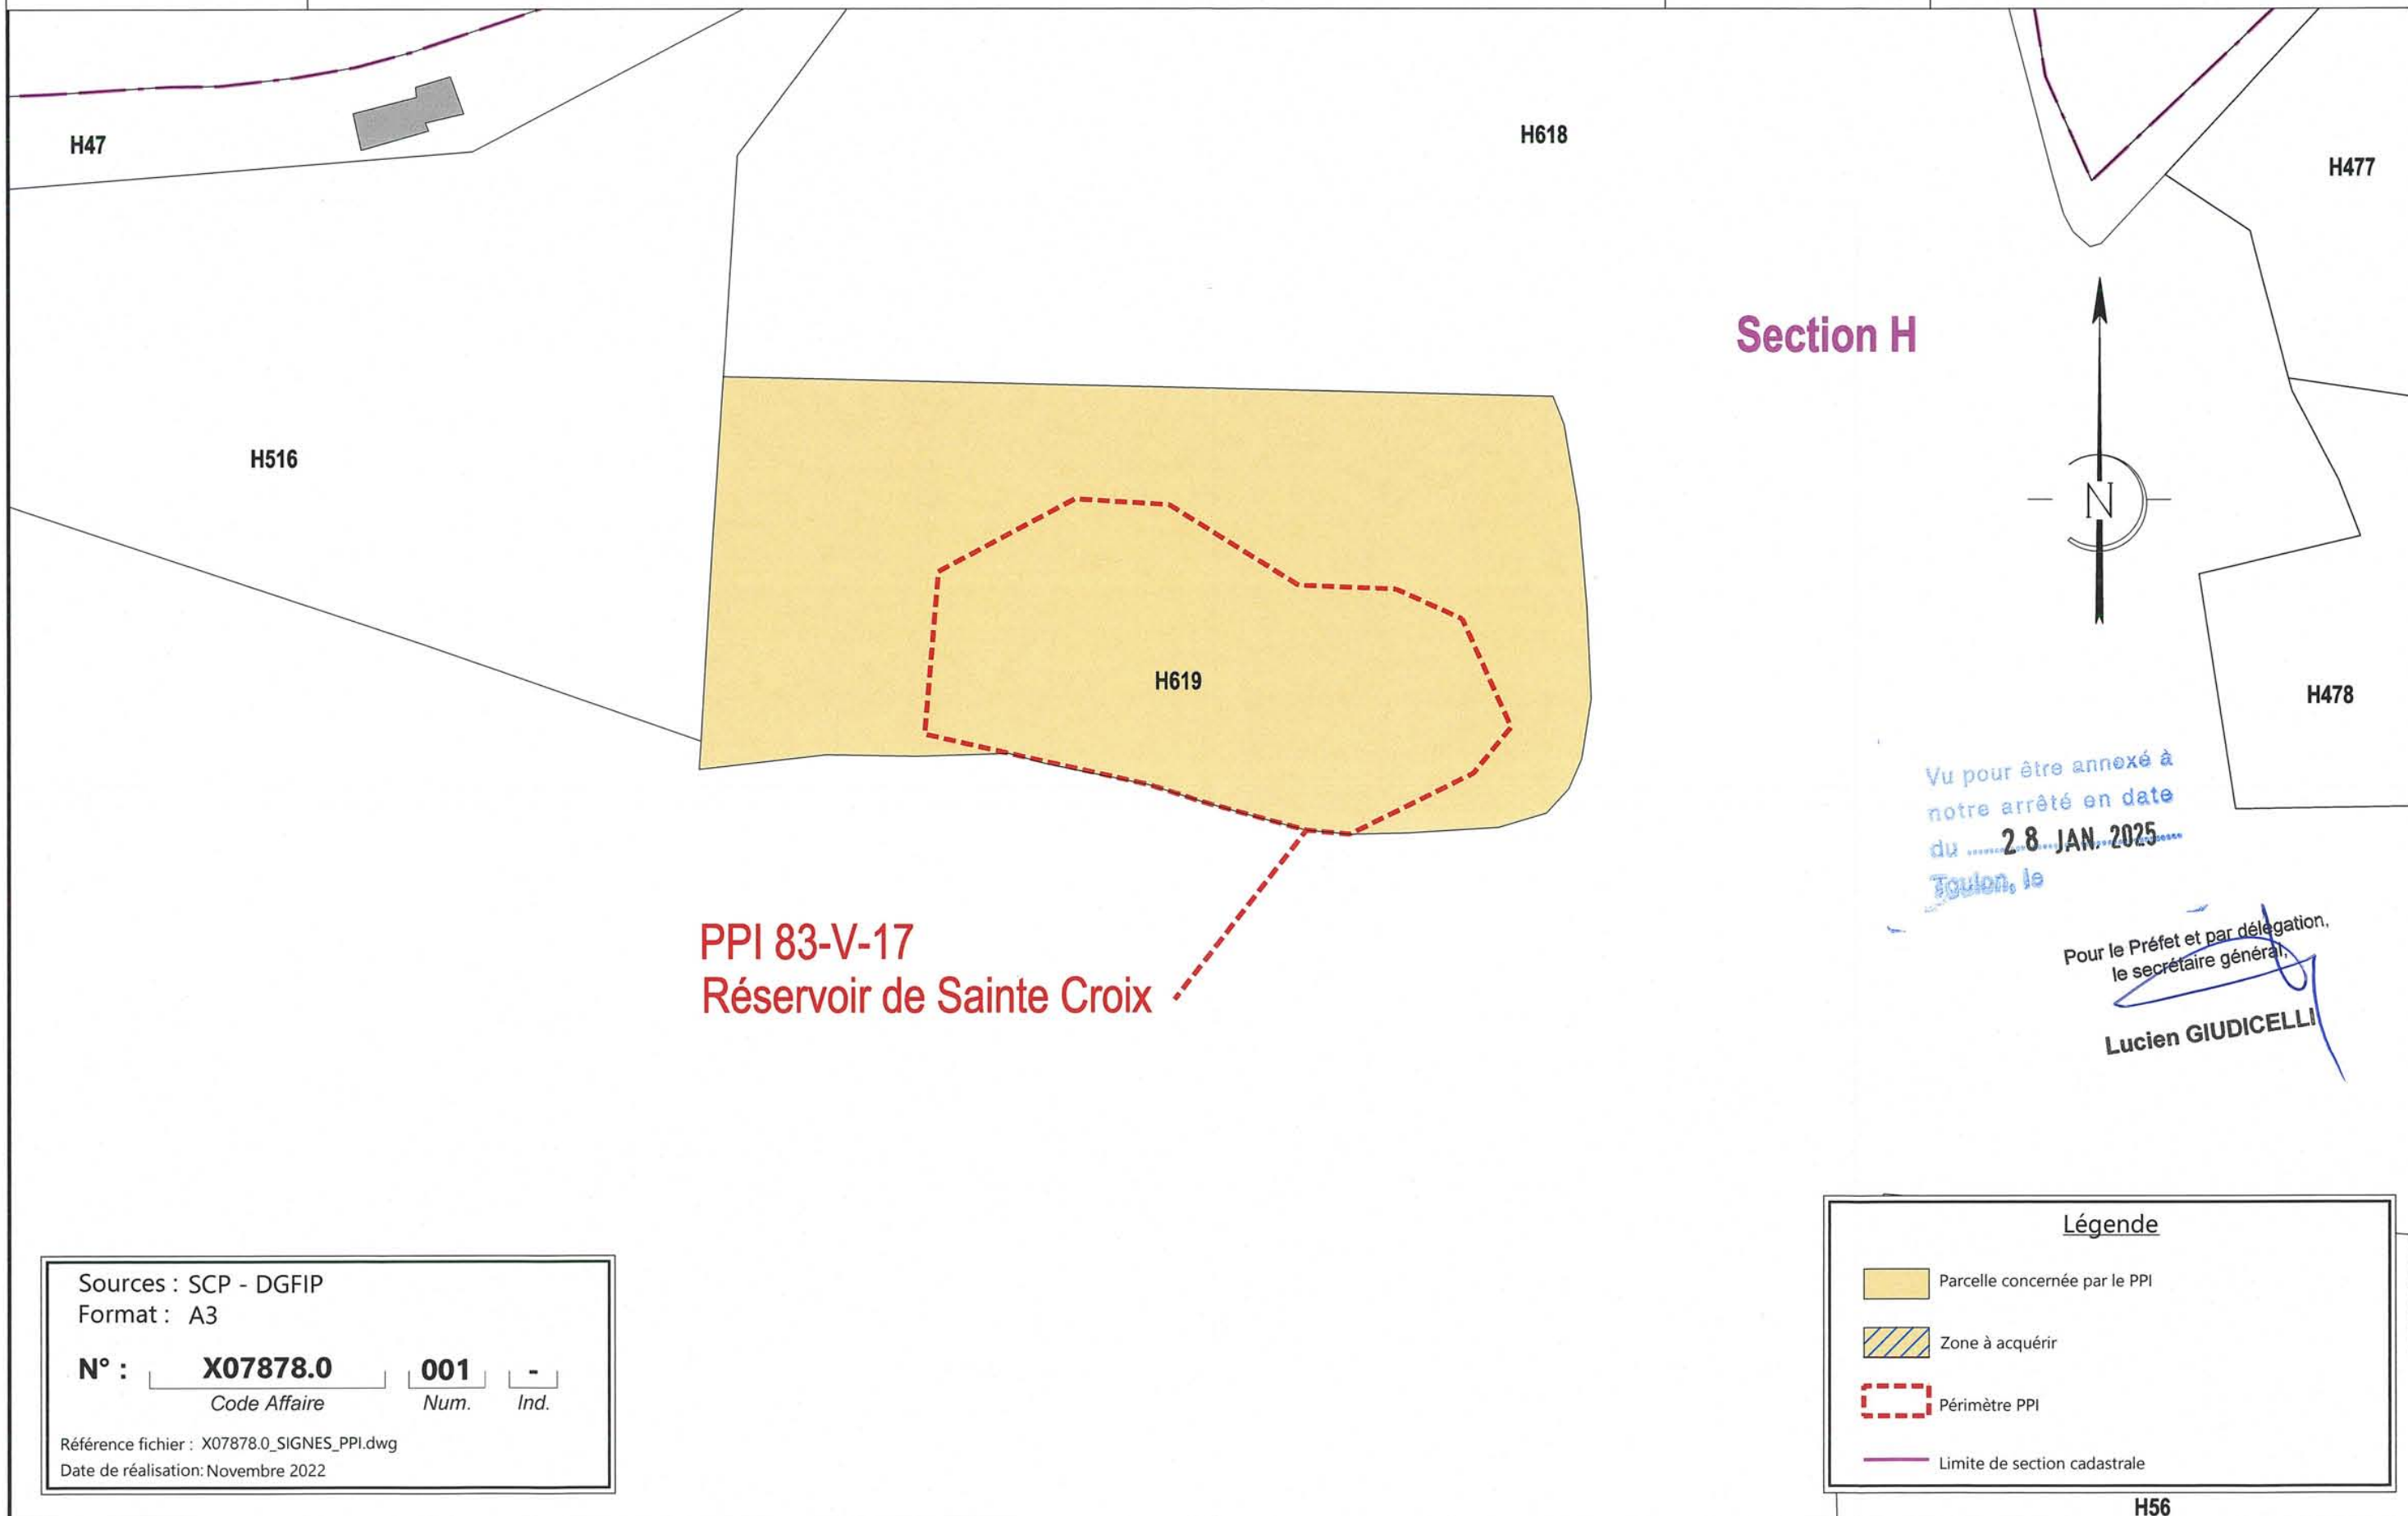 H47
H618
H477
Section H
H516
N
H619
H478
Vu pour être annexé à
notre arrêté en date
du 28 JAN. 2025
Toulon, le
Pour le Préfet et par délégation,
le secrétaire général,
Lucien GIUDICELLI
PPI 83-V-17
Réservoir de Sainte Croix
Sources : SCP - DGFIP
Format : A3
N° : X07878.0 001 -
Code Affaire Num. Ind.
Référence fichier : X07878.0_SIGNES_PPI.dwg
Date de réalisation: Novembre 2022
Légende
Parcelle concernée par le PPI
Zone à acquérir
Périmètre PPI
Limite de section cadastrale
H56